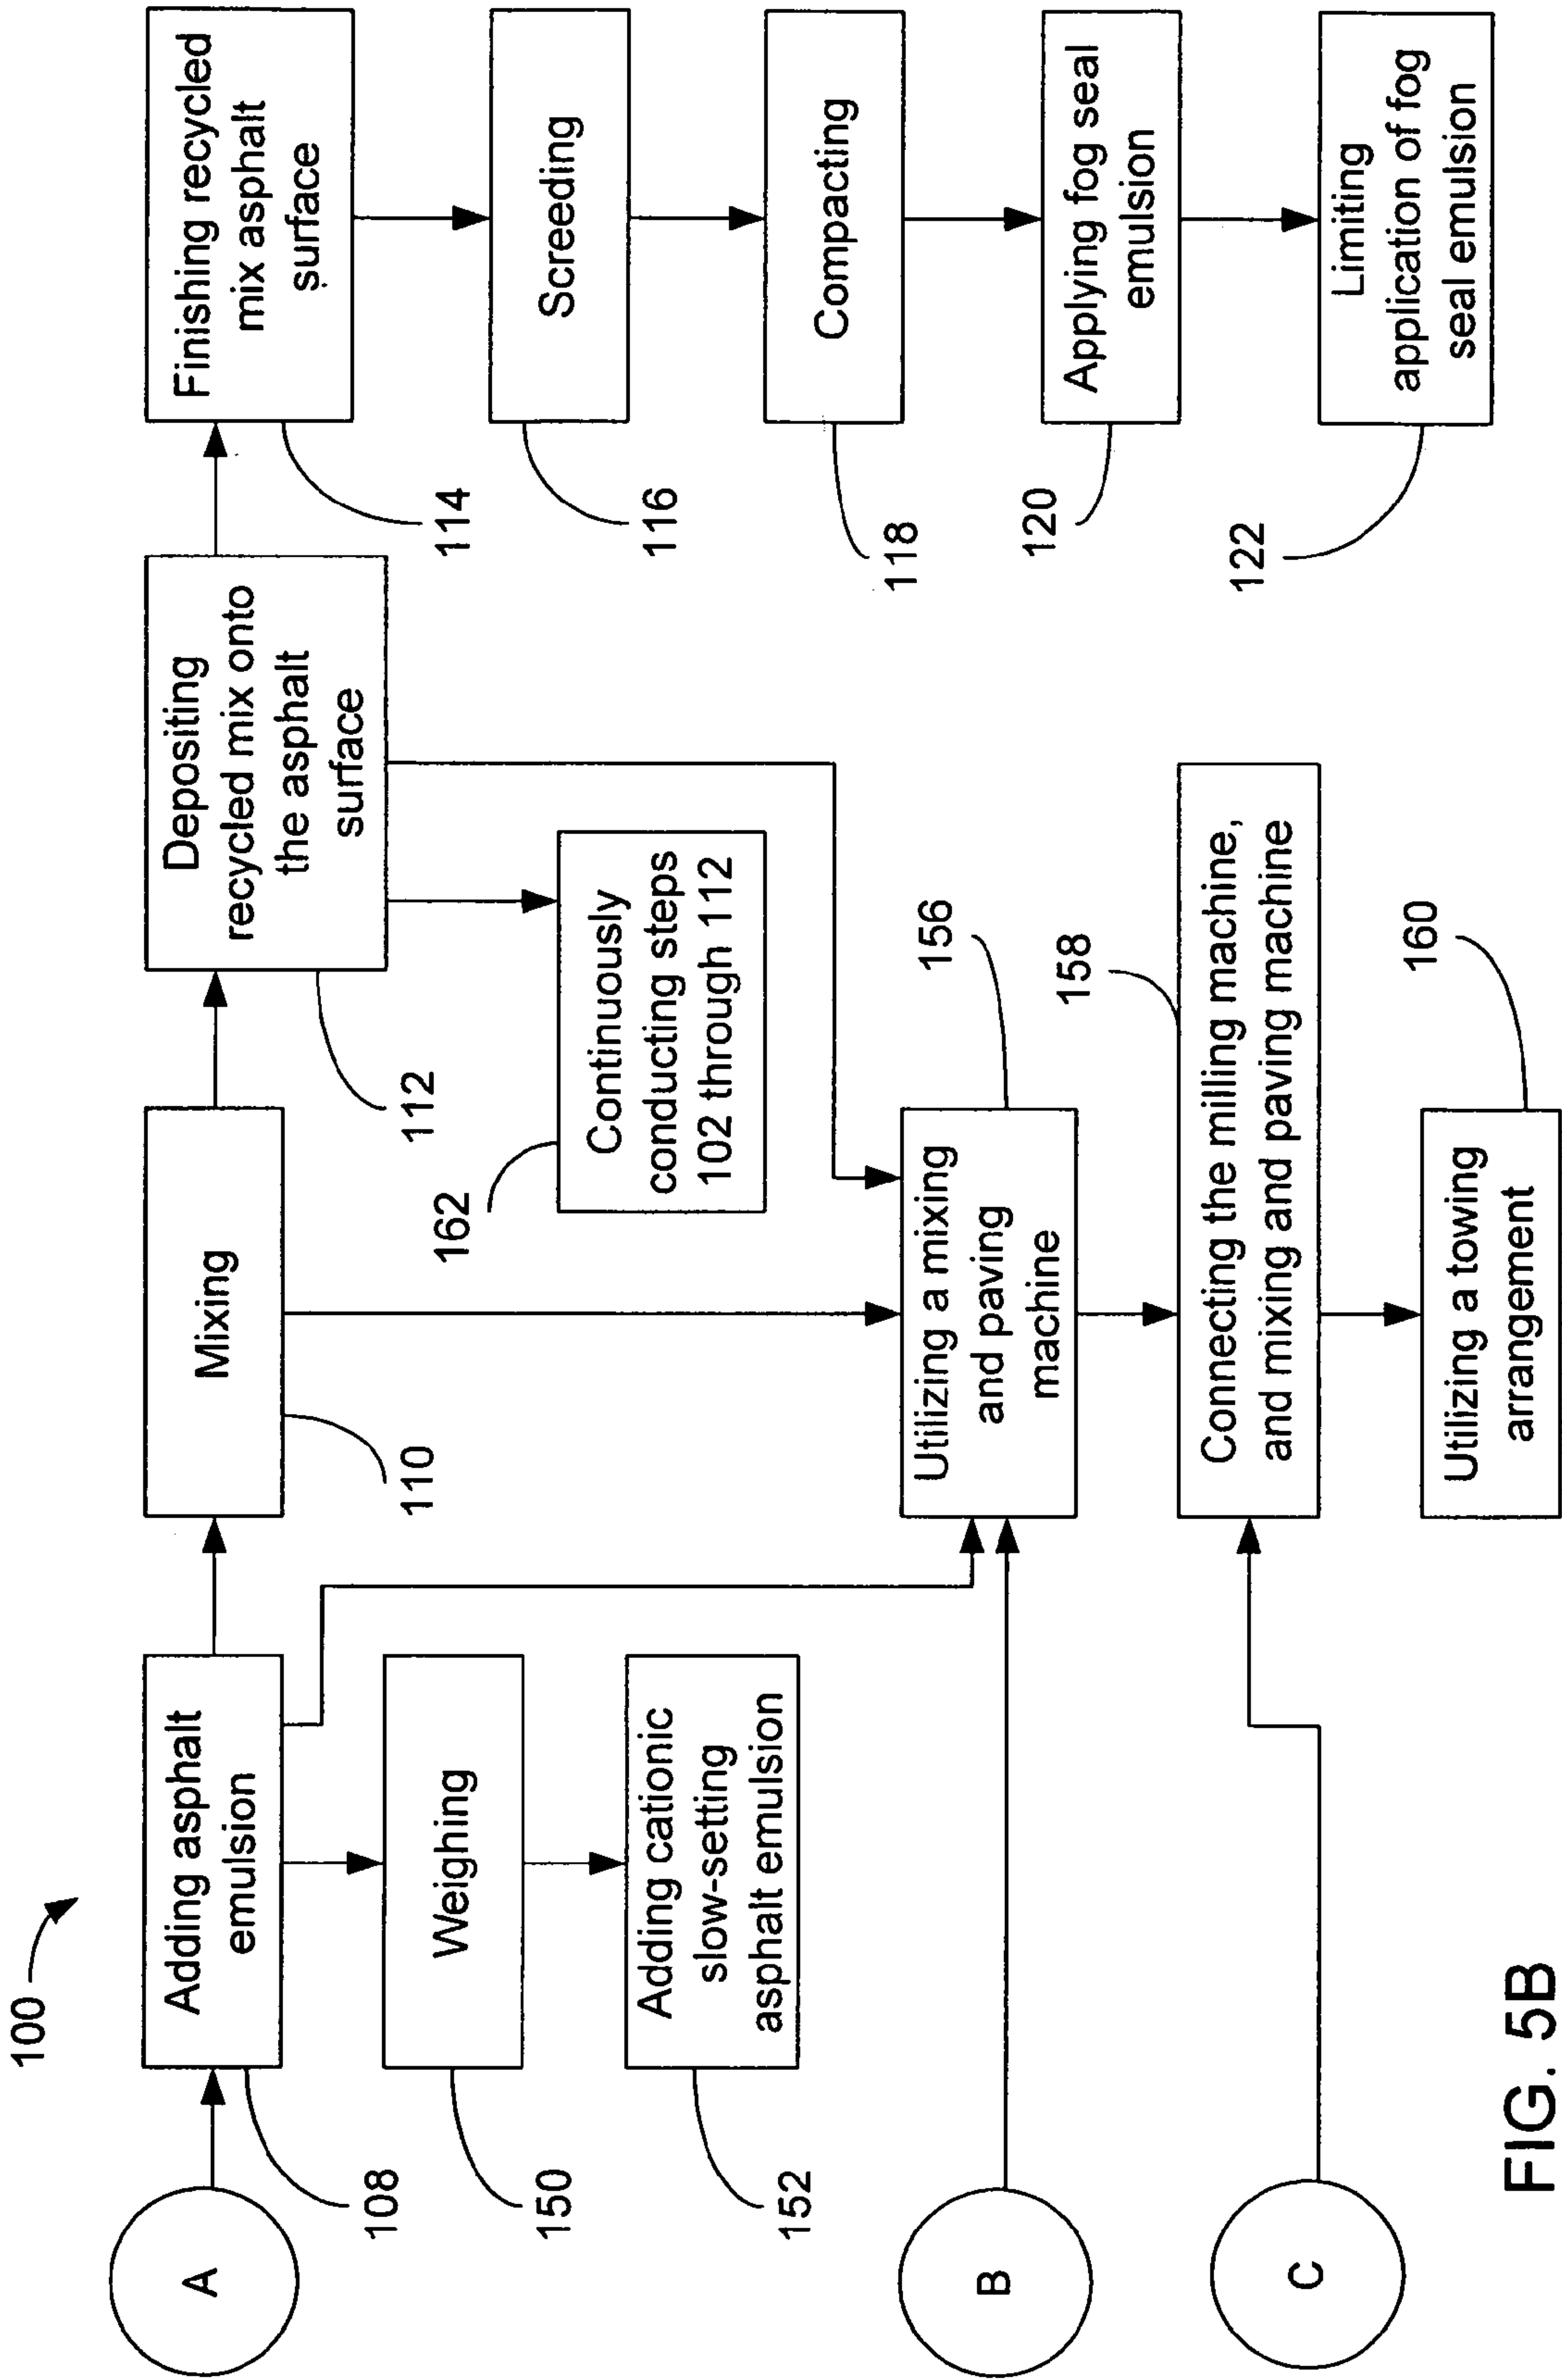 100
A
Adding asphalt
emulsion
108
Weighing
150
Adding cationic
slow-setting
asphalt emulsion
152
Mixing
110
Depositing
recycled mix onto
the asphalt
surface
112
Continuously
conducting steps
102 through 112
162
Finishing recycled
mix asphalt
surface
114
Screeding
116
Compacting
118
Applying fog seal
emulsion
120
Limiting
application of fog
seal emulsion
122
B
Utilizing a mixing
and paving
machine
156
C
Connecting the milling machine,
and mixing and paving machine
158
Utilizing a towing
arrangement
160
FIG. 5B